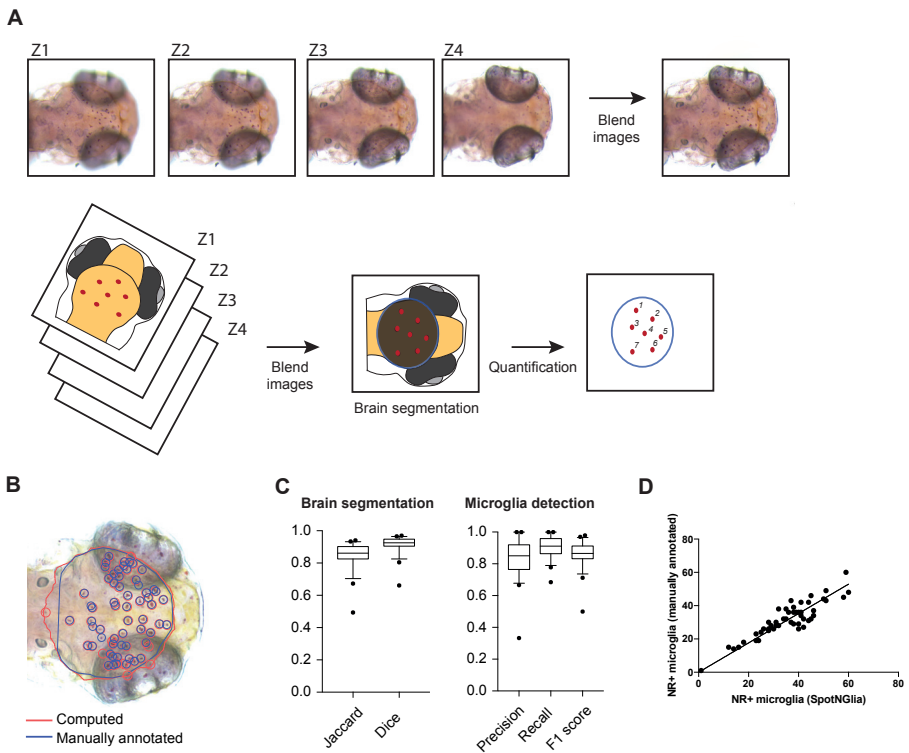 A
Z1 Z2 Z3 Z4
Blend
images
Z1
Z2
Z3
Z4
Blend
images
Brain segmentation
Quantification
1
2
3
4
5
6
7
B
Computed
Manually annotated
C
Brain segmentation
1.0
0.8
0.6
0.4
0.2
0.0
Jaccard
Dice
Microglia detection
1.0
0.8
0.6
0.4
0.2
0.0
Precision
Recall
F1 score
D
NR+ microglia (manually annotated)
80
60
40
20
0
0 20 40 60 80
NR+ microglia (SpotNGlia)